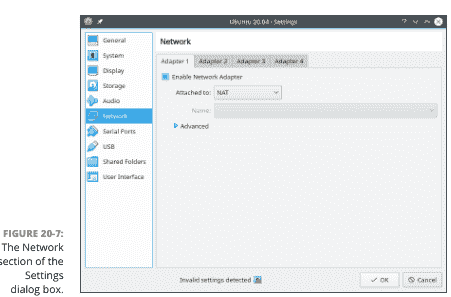 Ubuntu 20.04 - Settings
General
System
Display
Storage
Audio
Network
Serial Ports
USB
Shared Folders
User Interface
Network
Adapter 1 Adapter 2 Adapter 3 Adapter 4
Enable Network Adapter
Attached to: NAT
Name:
Advanced
Invalid settings detected
OK Cancel
FIGURE 20-7:
The Network
section of the
Settings
dialog box.